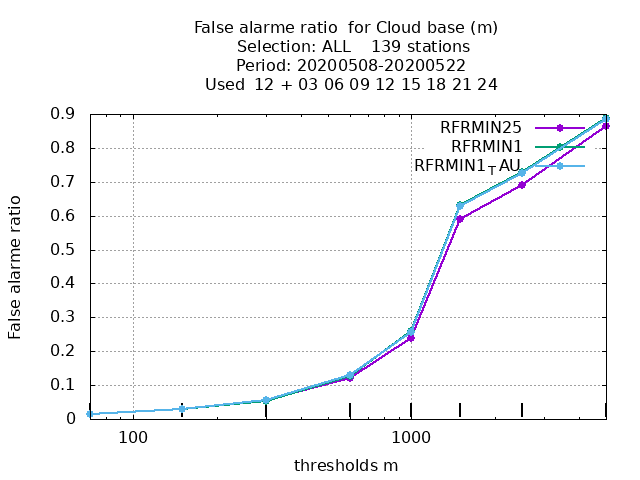 False alarme ratio  for Cloud base (m)
Selection: ALL    139 stations
Period: 20200508-20200522
Used  12 + 03 06 09 12 15 18 21 24
RFRMIN25
RFRMIN1
RFRMIN1_TAU
0.9
0.8
0.7
0.6
0.5
0.4
0.3
0.2
0.1
0
False alarme ratio
100
1000
thresholds m